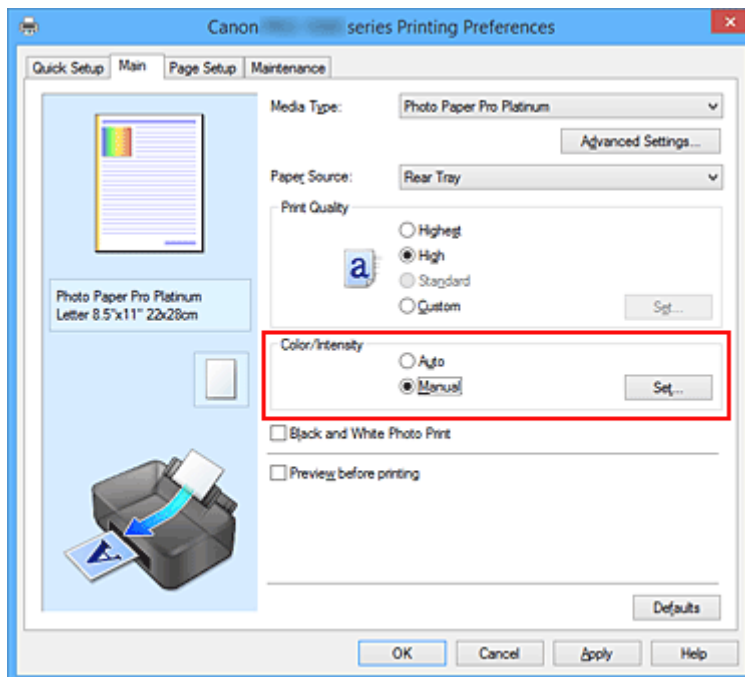 Canon series Printing Preferences
Quick Setup Main Page Setup Maintenance
Media Type: Photo Paper Pro Platinum
Advanced Settings...
Paper Source: Rear Tray
Print Quality
Highest
High
Standard
Custom Set...
Photo Paper Pro Platinum
Letter 8.5"x11" 22x28cm
Color/Intensity
Auto
Manual Set...
Black and White Photo Print
Preview before printing
Defaults
OK Cancel Apply Help
a
A